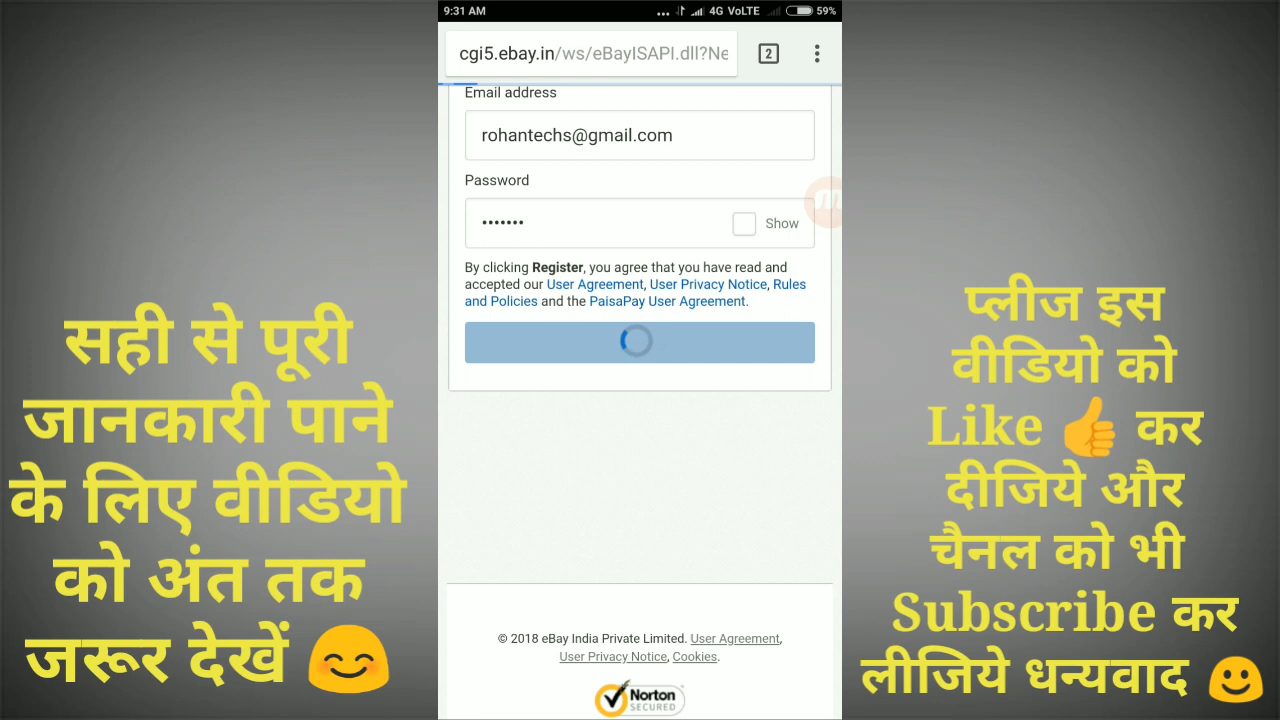 9:31 AM
4G VoLTE
59%
cgi5.ebay.in/ws/eBayISAPI.dll?Ne
2
Email address
rohantechs@gmail.com
Password
•••••••
Show
By clicking Register, you agree that you have read and
accepted our User Agreement, User Privacy Notice, Rules
and Policies and the PaisaPay User Agreement.
© 2018 eBay India Private Limited. User Agreement,
User Privacy Notice, Cookies.
Norton
SECURED
सही से पूरी
जानकारी पाने
के लिए वीडियो
को अंत तक
जरूर देखें 😊
प्लीज इस
वीडियो को
Like 👍 कर
दीजिये और
चैनल को भी
Subscribe कर
लीजिये धन्यवाद 🙂